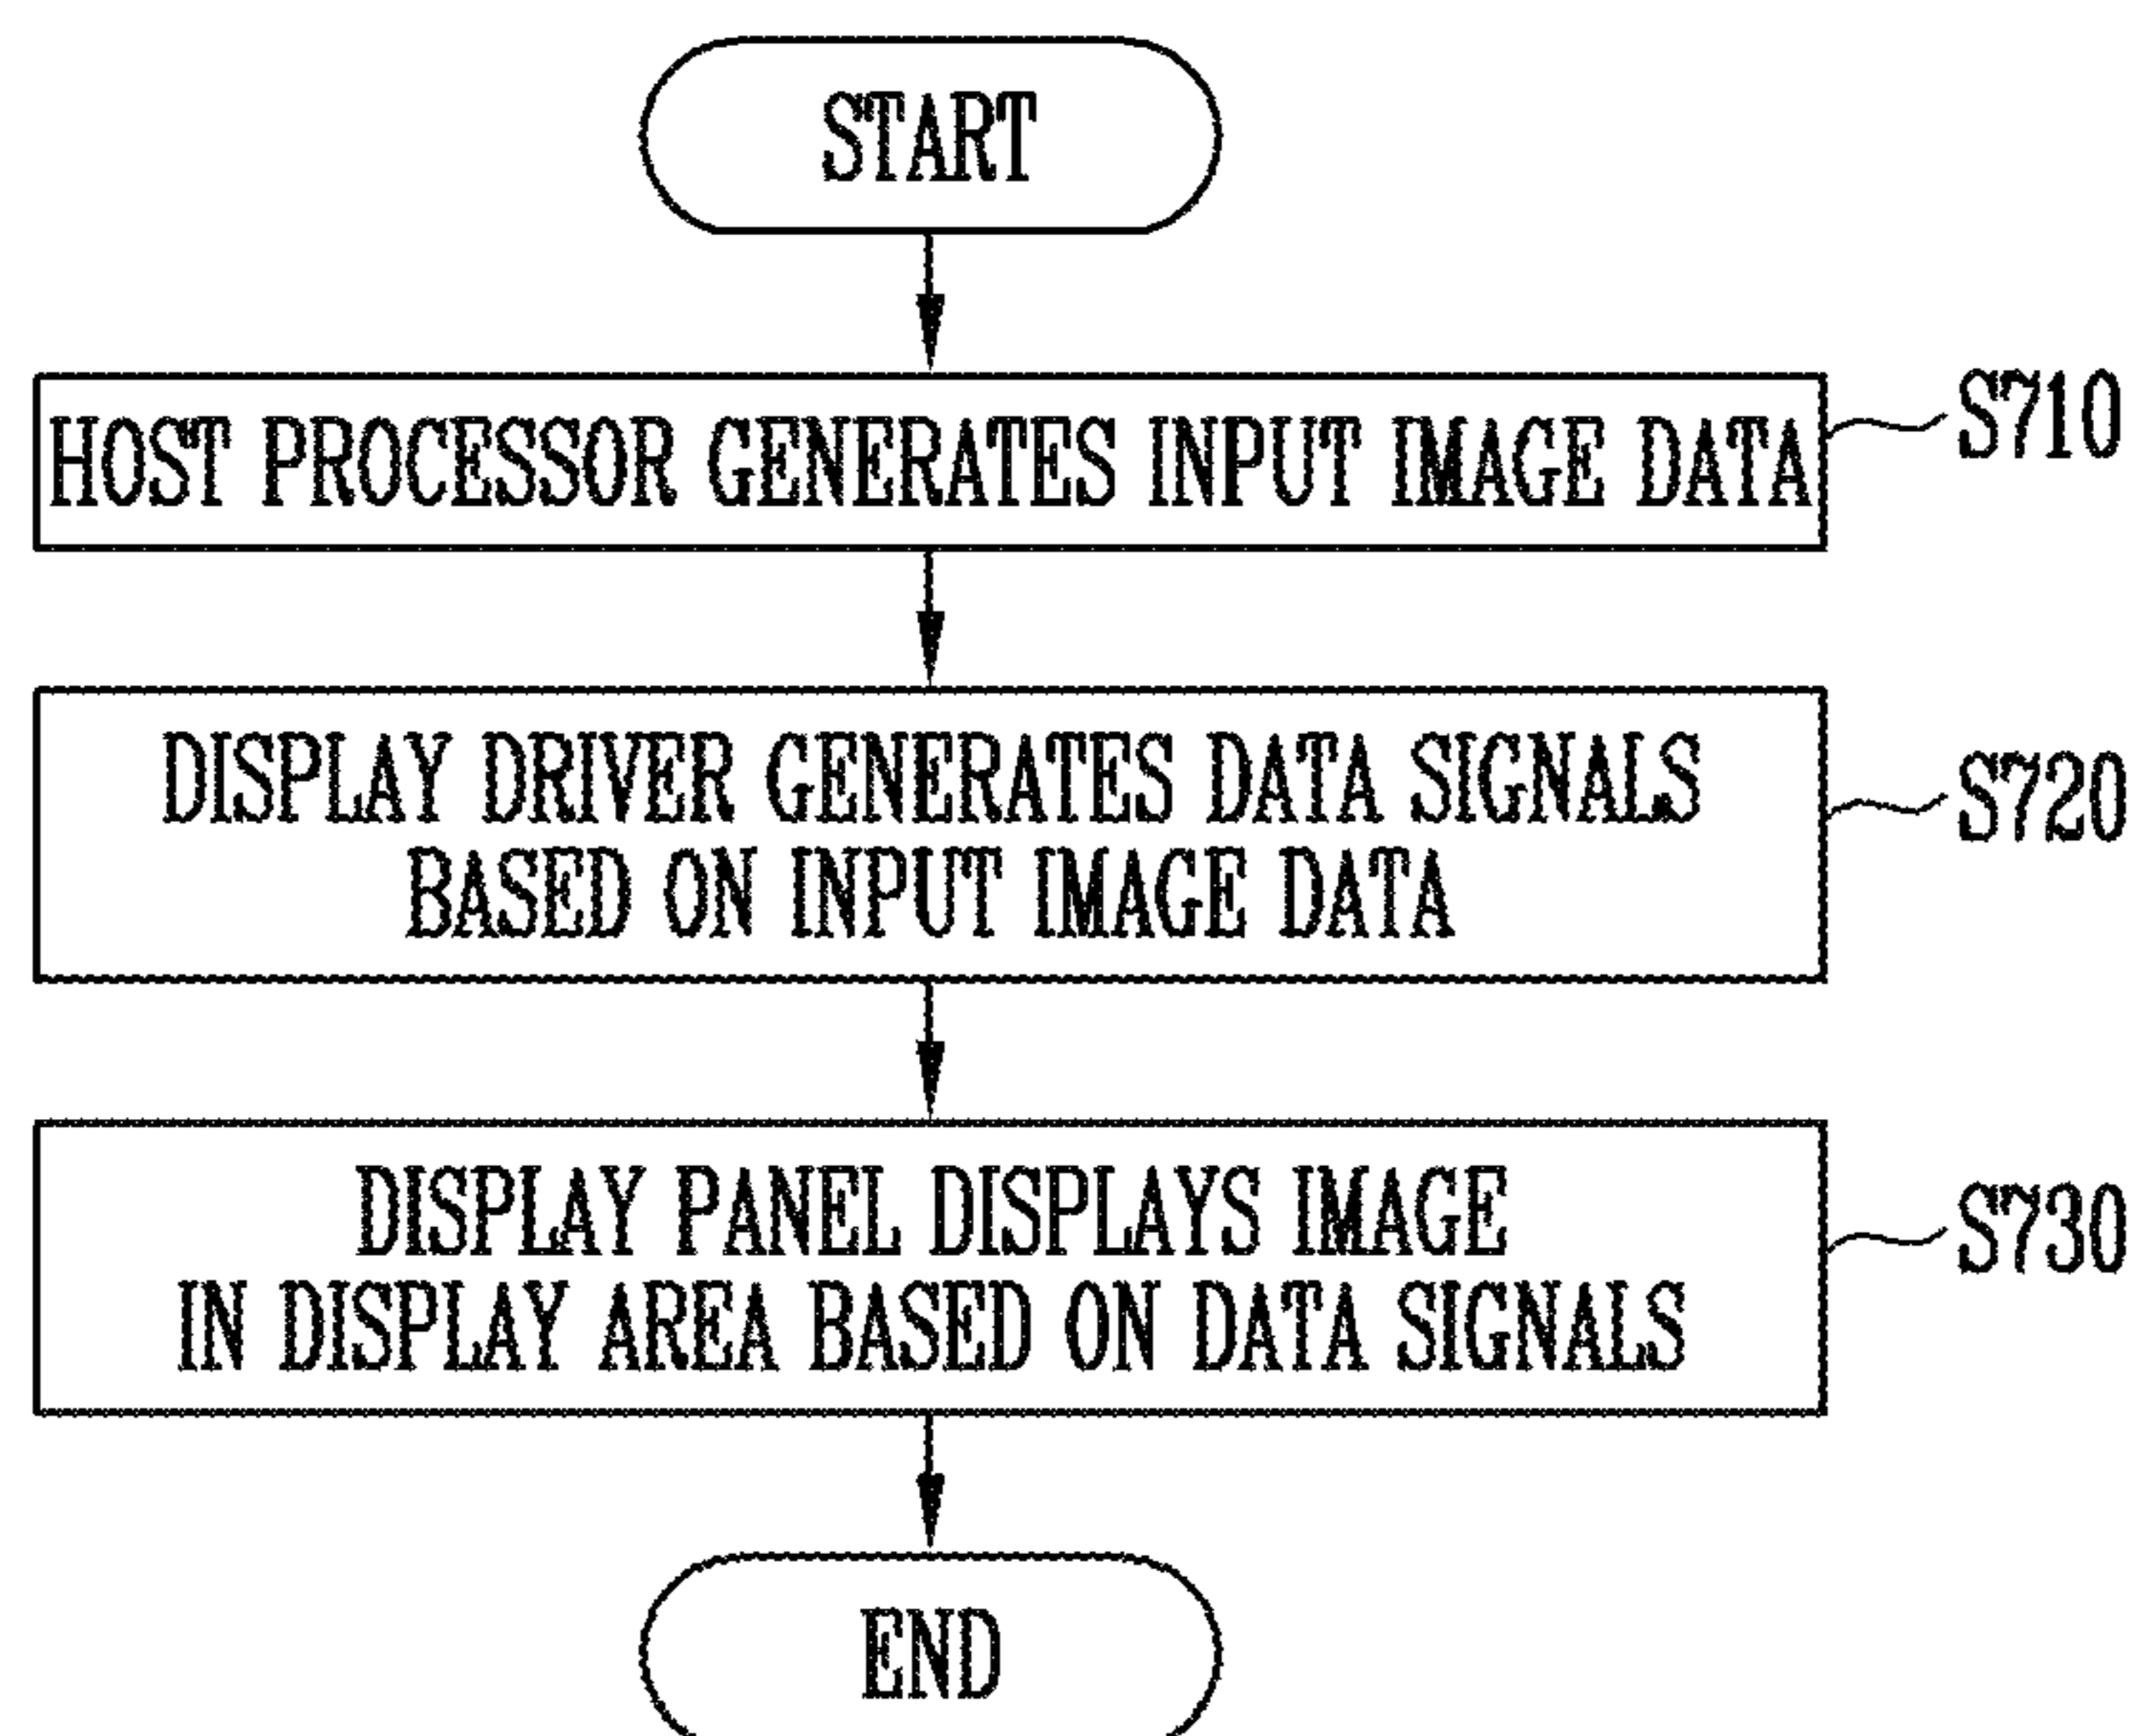 START
HOST PROCESSOR GENERATES INPUT IMAGE DATA
S710
DISPLAY DRIVER GENERATES DATA SIGNALS
BASED ON INPUT IMAGE DATA
S720
DISPLAY PANEL DISPLAYS IMAGE
IN DISPLAY AREA BASED ON DATA SIGNALS
S730
END